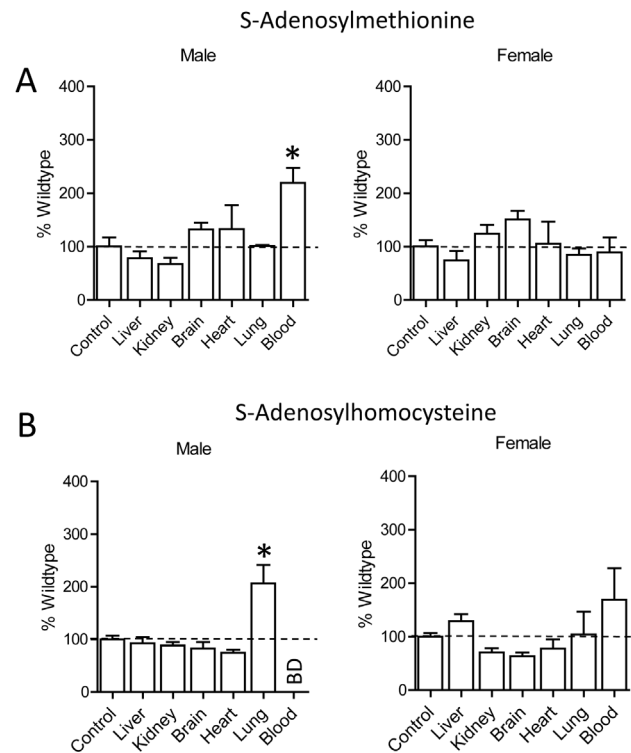 S-Adenosylmethionine
A
Male
Female
% Wildtype
400
300
200
100
0
*
Control
Liver
Kidney
Brain
Heart
Lung
Blood
% Wildtype
400
300
200
100
0
Control
Liver
Kidney
Brain
Heart
Lung
Blood
B
S-Adenosylhomocysteine
Male
Female
% Wildtype
400
300
200
100
0
*
BD
Control
Liver
Kidney
Brain
Heart
Lung
Blood
% Wildtype
400
300
200
100
0
Control
Liver
Kidney
Brain
Heart
Lung
Blood